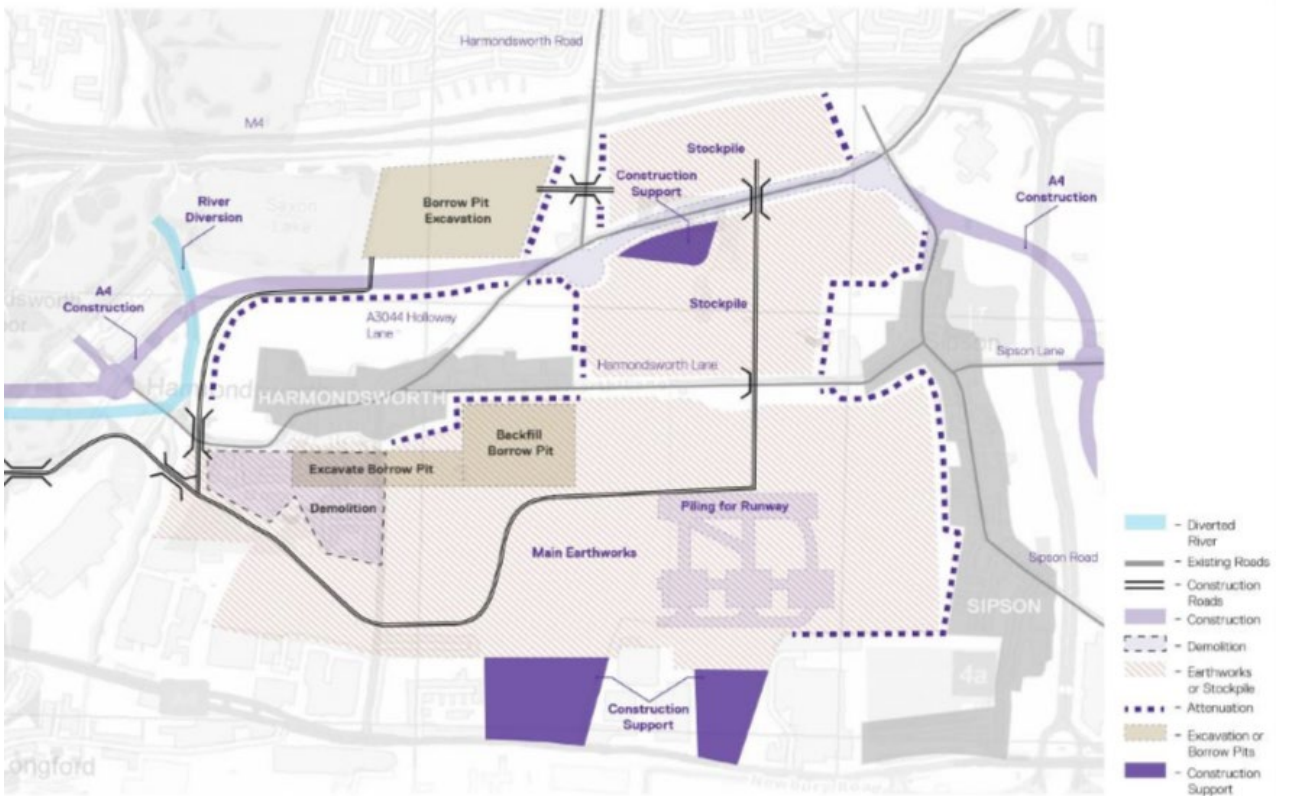 Harmondsworth Road
M4
Stockpile
Construction
Support
River
Diversion
Saxon
Lake
Borrow Pit
Excavation
A4
Construction
A4
Construction
Stockpile
A3044 Holloway
Lane
Harmondsworth Lane
Sipson Lane
HARMONDSWORTH
Backfill
Borrow Pit
Excavate Borrow Pit
Demolition
Piling for Runway
Main Earthworks
Sipson Road
SIPSON
4a
Construction
Support
ongford
- Diverted
River
- Existing Roads
- Construction
Roads
- Construction
- Demolition
- Earthworks
or Stockpile
- Attenuation
- Excavation or
Borrow Pits
- Construction
Support